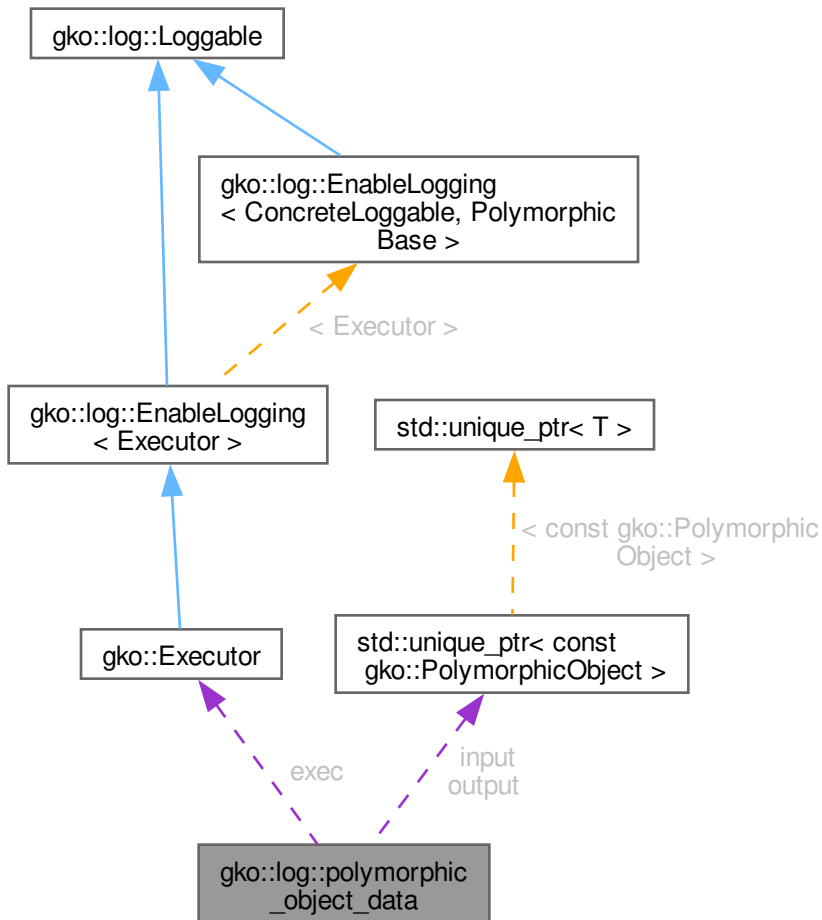 gko::log::Loggable
gko::log::EnableLogging
< ConcreteLoggable, Polymorphic
Base >
< Executor >
gko::log::EnableLogging
< Executor >
std::unique_ptr< T >
< const gko::Polymorphic
Object >
gko::Executor
std::unique_ptr< const
gko::PolymorphicObject >
exec
input
output
gko::log::polymorphic
_object_data